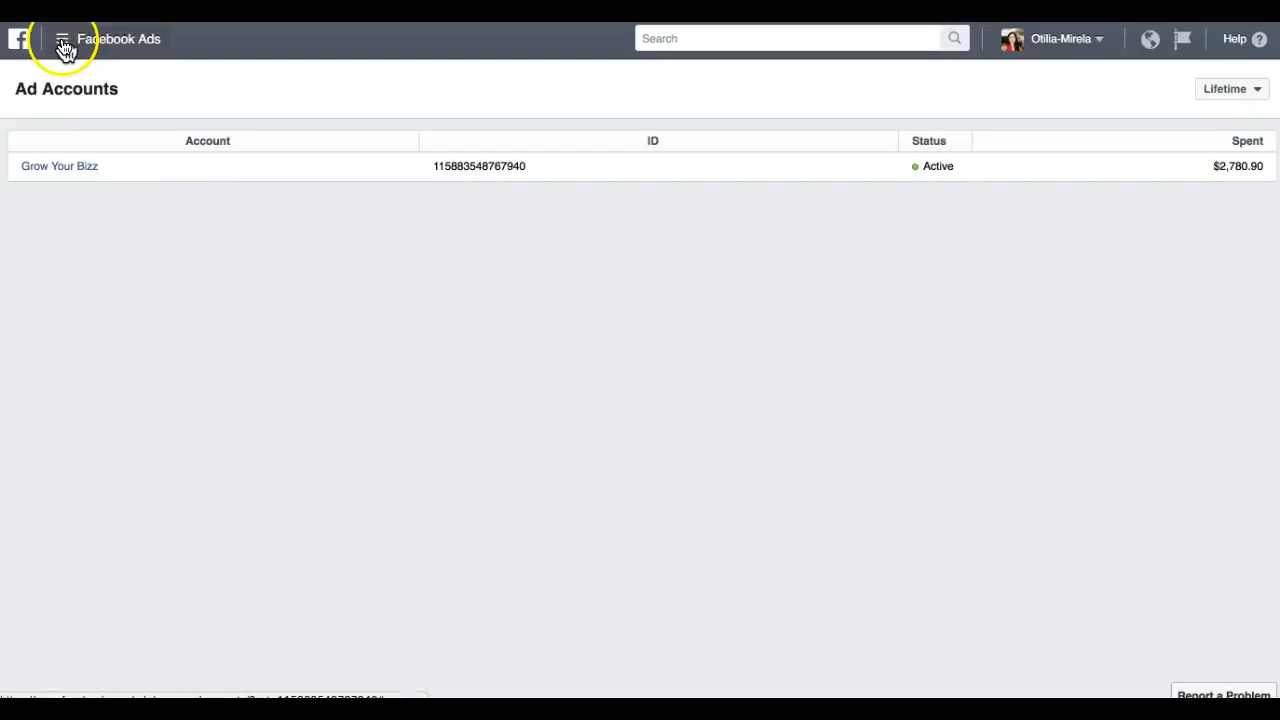 Facebook Ads
Search
Otilia-Mirela
Help
Ad Accounts
Lifetime
Account ID Status Spent
Grow Your Bizz 115883548767940 Active $2,780.90
Report a Problem